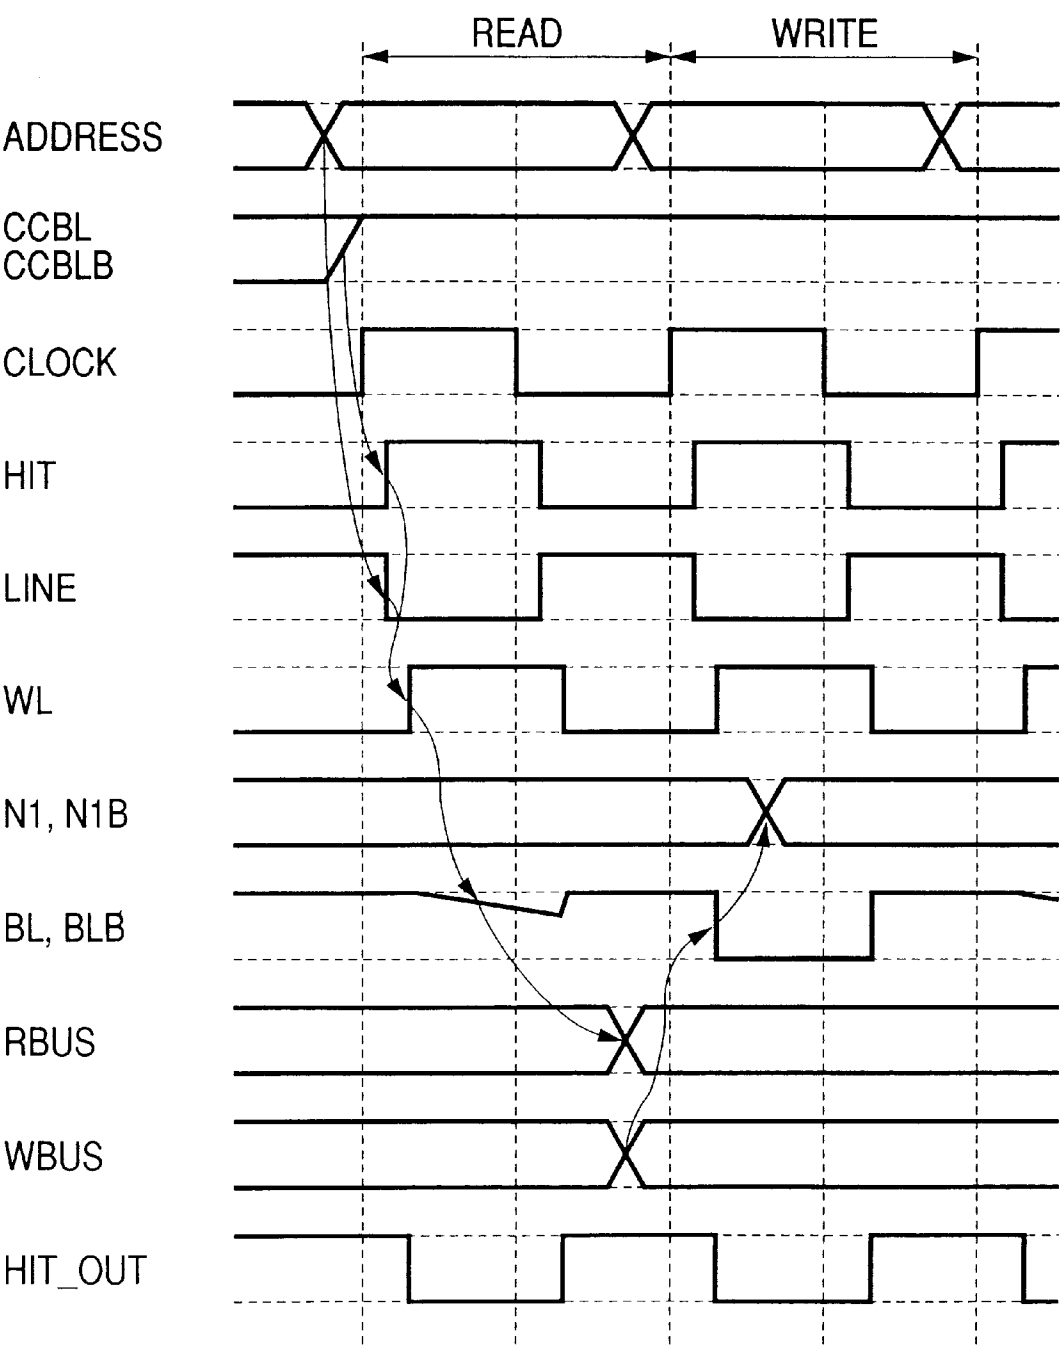 READ WRITE
ADDRESS
CCBL
CCBLB
CLOCK
HIT
LINE
WL
N1, N1B
BL, BLB
RBUS
WBUS
HIT_OUT